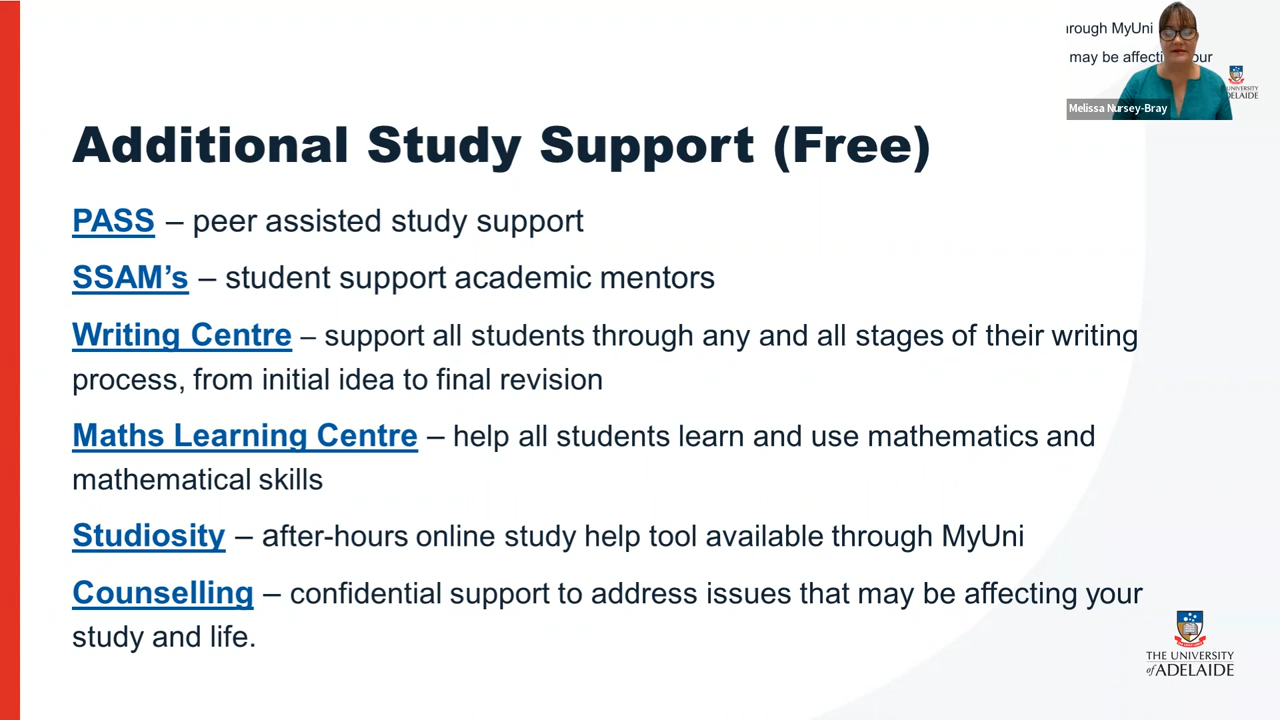 Additional Study Support (Free)
PASS – peer assisted study support
SSAM’s – student support academic mentors
Writing Centre – support all students through any and all stages of their writing
process, from initial idea to final revision
Maths Learning Centre – help all students learn and use mathematics and
mathematical skills
Studiosity – after-hours online study help tool available through MyUni
Counselling – confidential support to address issues that may be affecting your
study and life.
THE UNIVERSITY
of ADELAIDE
through MyUni
may be affecti our
UNIVERSITY
ADELAIDE
Melissa Nursey-Bray